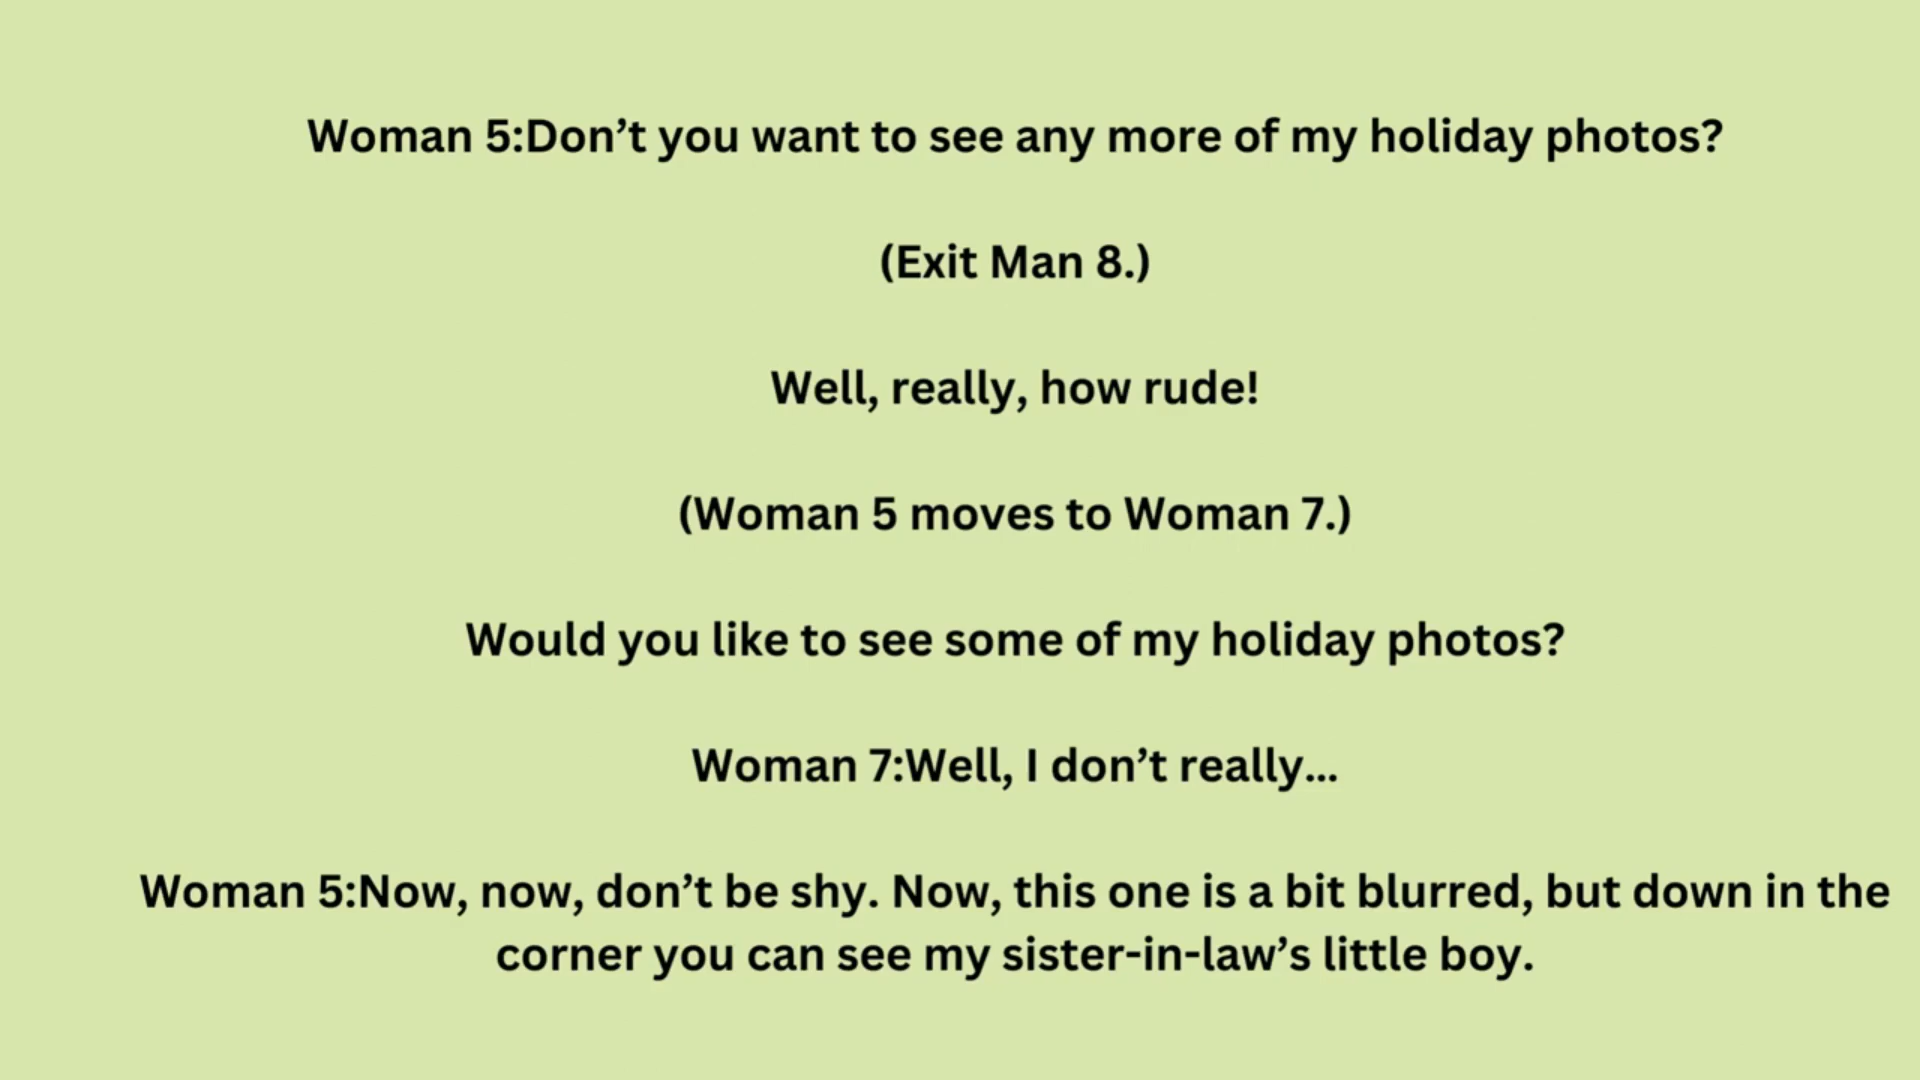 Woman 5:Don’t you want to see any more of my holiday photos?
(Exit Man 8.)
Well, really, how rude!
(Woman 5 moves to Woman 7.)
Would you like to see some of my holiday photos?
Woman 7:Well, I don’t really...
Woman 5:Now, now, don’t be shy. Now, this one is a bit blurred, but down in the
corner you can see my sister-in-law’s little boy.